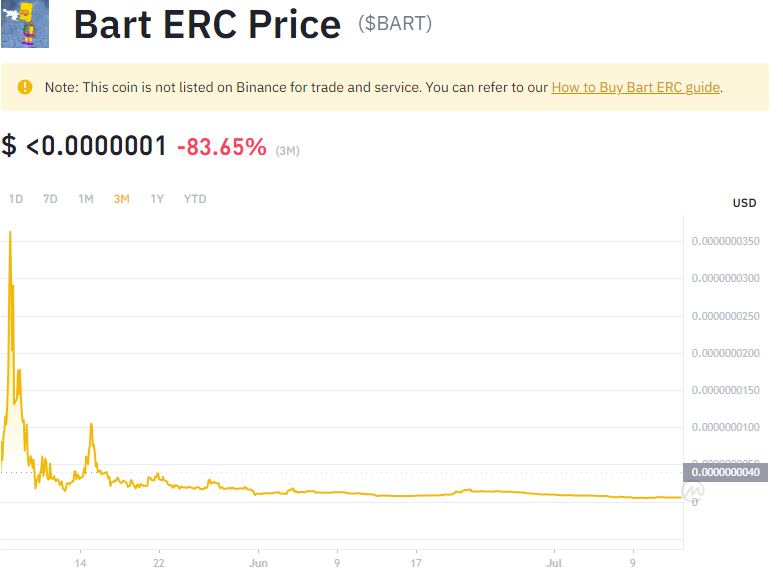 Bart ERC Price ($BART)
Note: This coin is not listed on Binance for trade and service. You can refer to our How to Buy Bart ERC guide.
$ <0.0000001 -83.65% (3M)
1D 7D 1M 3M 1Y YTD
USD
0.0000000350
0.0000000300
0.0000000250
0.0000000200
0.0000000150
0.0000000100
0.0000000040
0
14 22 Jun 9 17 Jul 9